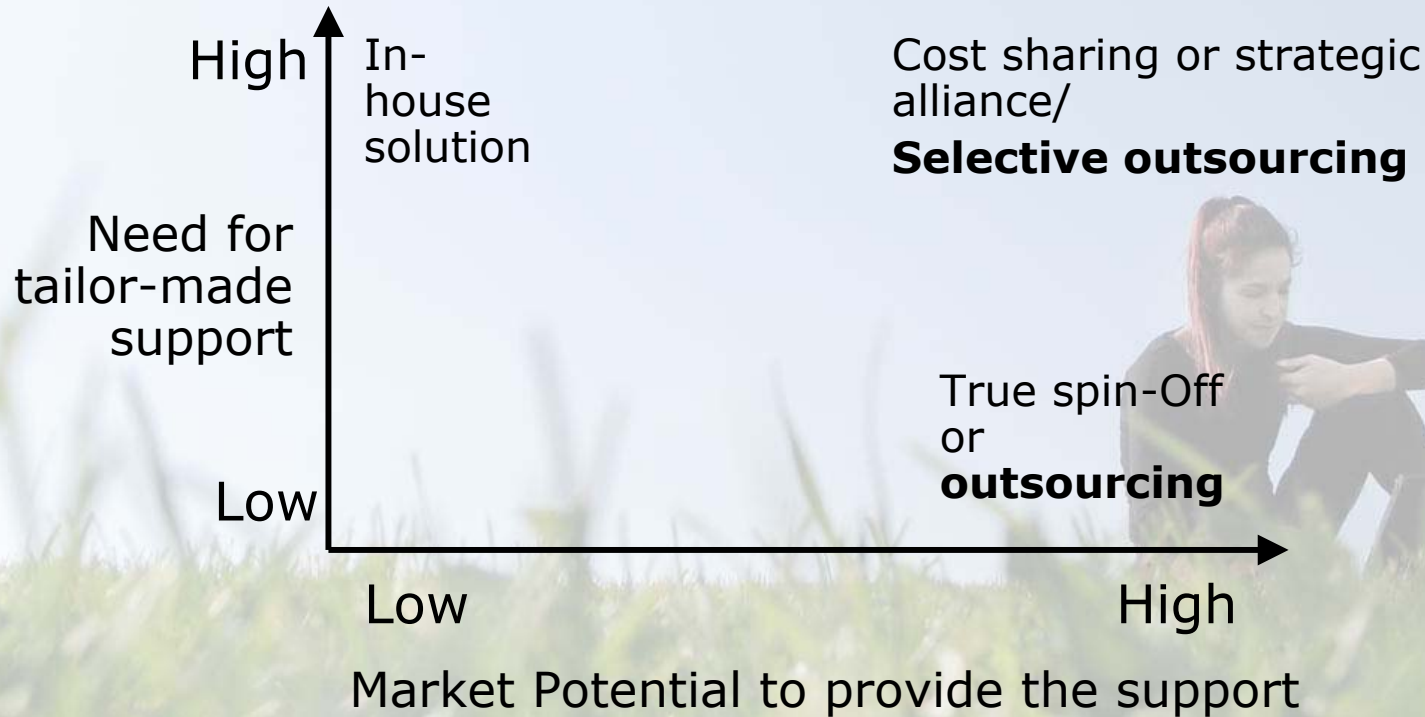 High
In-
house
solution
Cost sharing or strategic
alliance/
Selective outsourcing
Need for
tailor-made
support
True spin-Off
or
outsourcing
Low
Low
High
Market Potential to provide the support